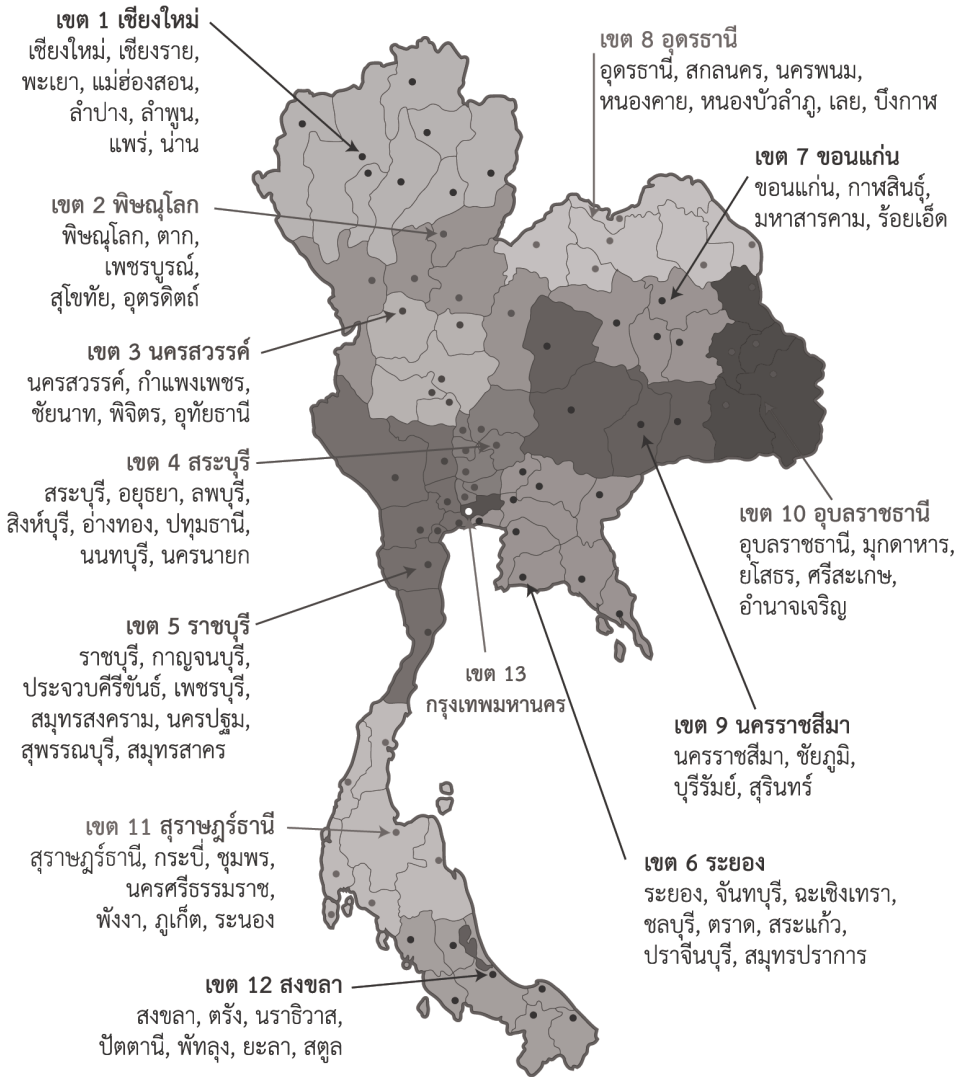 เขต 1 เชียงใหม่
เชียงใหม่, เชียงราย,
พะเยา, แม่ฮ่องสอน,
ลำปาง, ลำพูน,
แพร่, น่าน
เขต 2 พิษณุโลก
พิษณุโลก, ตาก,
เพชรบูรณ์,
สุโขทัย, อุตรดิตถ์
เขต 3 นครสวรรค์
นครสวรรค์, กำแพงเพชร,
ชัยนาท, พิจิตร, อุทัยธานี
เขต 4 สระบุรี
สระบุรี, อยุธยา, ลพบุรี,
สิงห์บุรี, อ่างทอง, ปทุมธานี,
นนทบุรี, นครนายก
เขต 5 ราชบุรี
ราชบุรี, กาญจนบุรี,
ประจวบคีรีขันธ์, เพชรบุรี,
สมุทรสงคราม, นครปฐม,
สุพรรณบุรี, สมุทรสาคร
เขต 11 สุราษฎร์ธานี
สุราษฎร์ธานี, กระบี่, ชุมพร,
นครศรีธรรมราช,
พังงา, ภูเก็ต, ระนอง
เขต 12 สงขลา
สงขลา, ตรัง, นราธิวาส,
ปัตตานี, พัทลุง, ยะลา, สตูล
เขต 8 อุดรธานี
อุดรธานี, สกลนคร, นครพนม,
หนองคาย, หนองบัวลำภู, เลย, บึงกาฬ
เขต 7 ขอนแก่น
ขอนแก่น, กาฬสินธุ์,
มหาสารคาม, ร้อยเอ็ด
เขต 10 อุบลราชธานี
อุบลราชธานี, มุกดาหาร,
ยโสธร, ศรีสะเกษ,
อำนาจเจริญ
เขต 13
กรุงเทพมหานคร
เขต 9 นครราชสีมา
นครราชสีมา, ชัยภูมิ,
บุรีรัมย์, สุรินทร์
เขต 6 ระยอง
ระยอง, จันทบุรี, ฉะเชิงเทรา,
ชลบุรี, ตราด, สระแก้ว,
ปราจีนบุรี, สมุทรปราการ